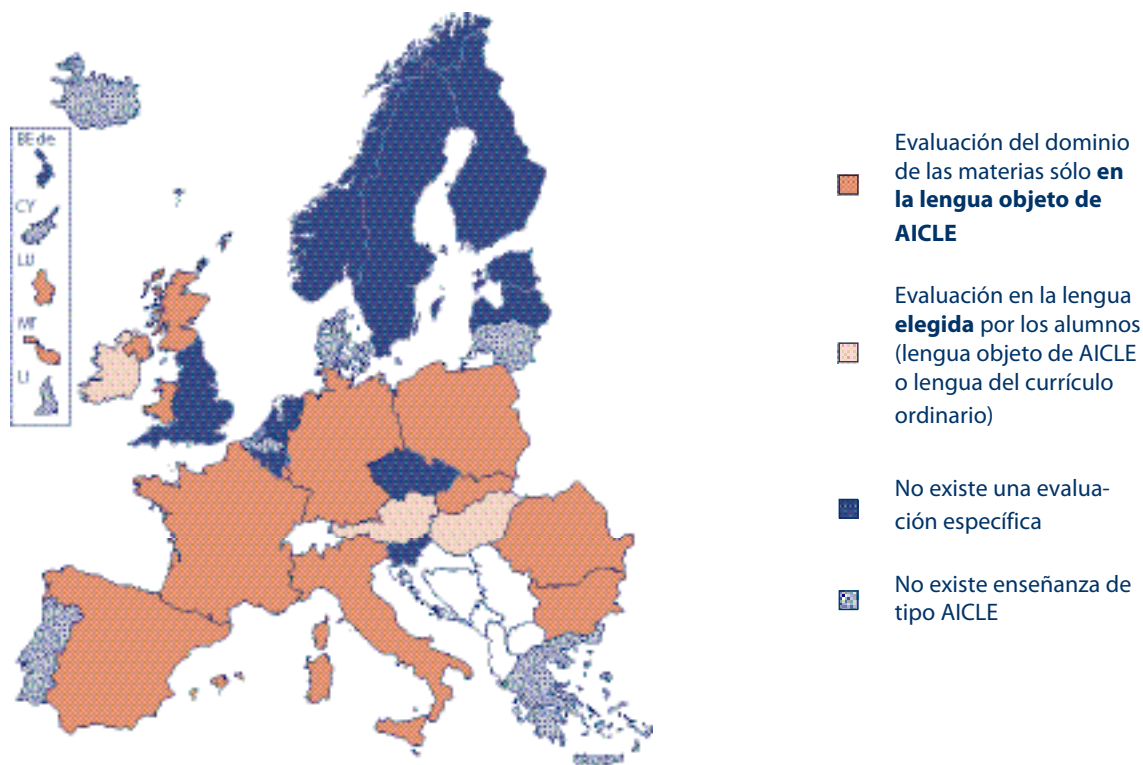 BE de
CY
LU
MT
LI
Evaluación del dominio
de las materias sólo en
la lengua objeto de
AICLE
Evaluación en la lengua
elegida por los alumnos
(lengua objeto de AICLE
o lengua del currículo
ordinario)
No existe una evalua-
ción específica
No existe enseñanza de
tipo AICLE